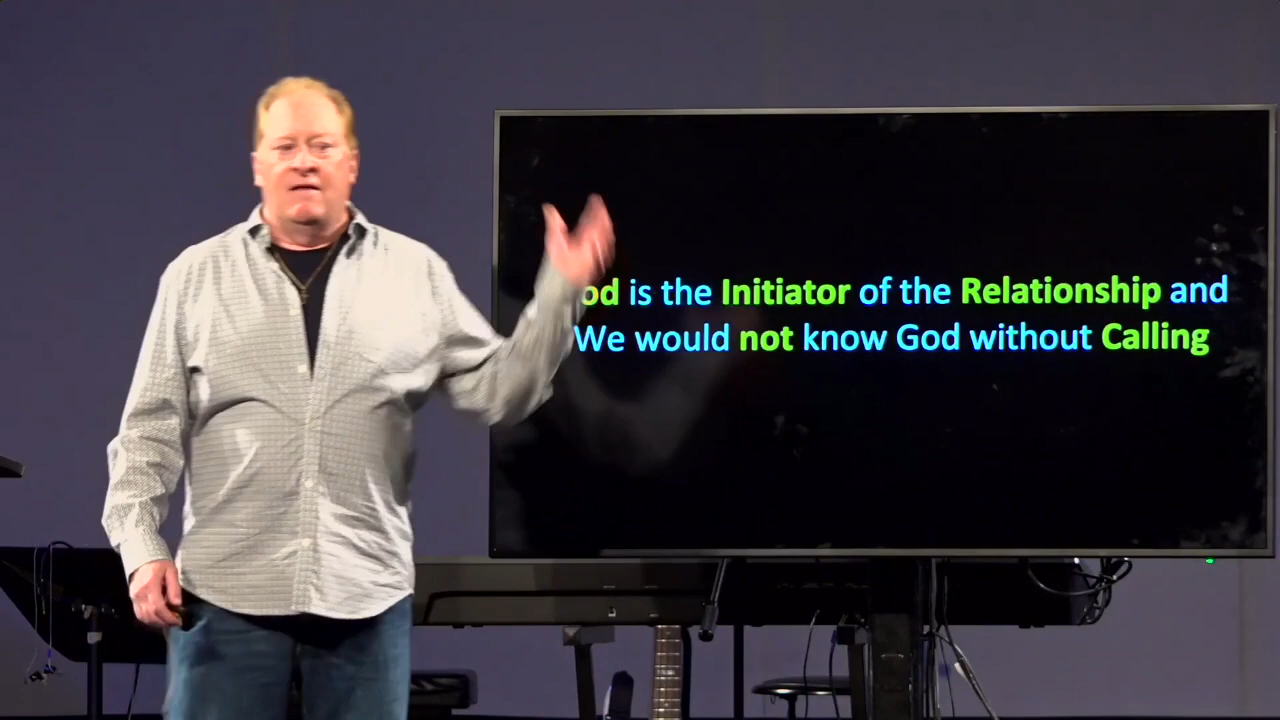 od is the Initiator of the Relationship and
We would not know God without Calling